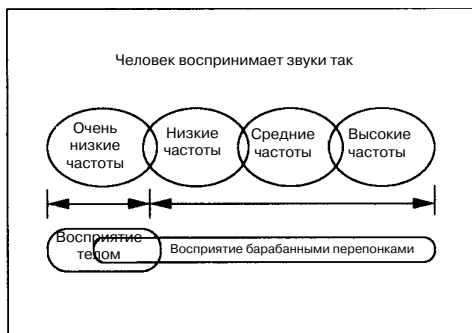 Человек воспринимает звуки так
Очень
низкие
частоты
Низкие
частоты
Средние
частоты
Высокие
частоты
Восприятие
телом
Восприятие барабанными перепонками